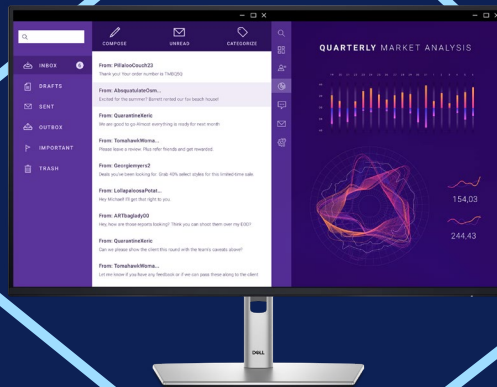 COMPOSE
UNREAD
CATEGORIZE
INBOX
DRAFTS
SENT
OUTBOX
IMPORTANT
TRASH
From: PillalooCouch23
Thank you! Your order number is
From: AbsquatulateOsm...
Excited for the summer? Barrett rented our fav beach house!
From: QuarantineXeric
We are good to go Almost everything is ready for next month
From: TomahawkWoma...
Please leave a review. Plus refer friends and get rewarded.
From: Georgiemyers2
Deals you've been looking for. Grab 40% select styles for this limited time sale.
From: LollapaloosaPotat...
Hey Michael! I'll get that right to you.
From: ARTbaglady00
Hey, how are those reports looking? Think you can shoot them over my EOD?
From: QuarantineXeric
Can we please show the client this round with the team's caveats above?
From: TomahawkWoma...
Let me know if you have any feedback or if we can pass these along to the client
QUARTERLY MARKET ANALYSIS
154,03
244,43
DELL